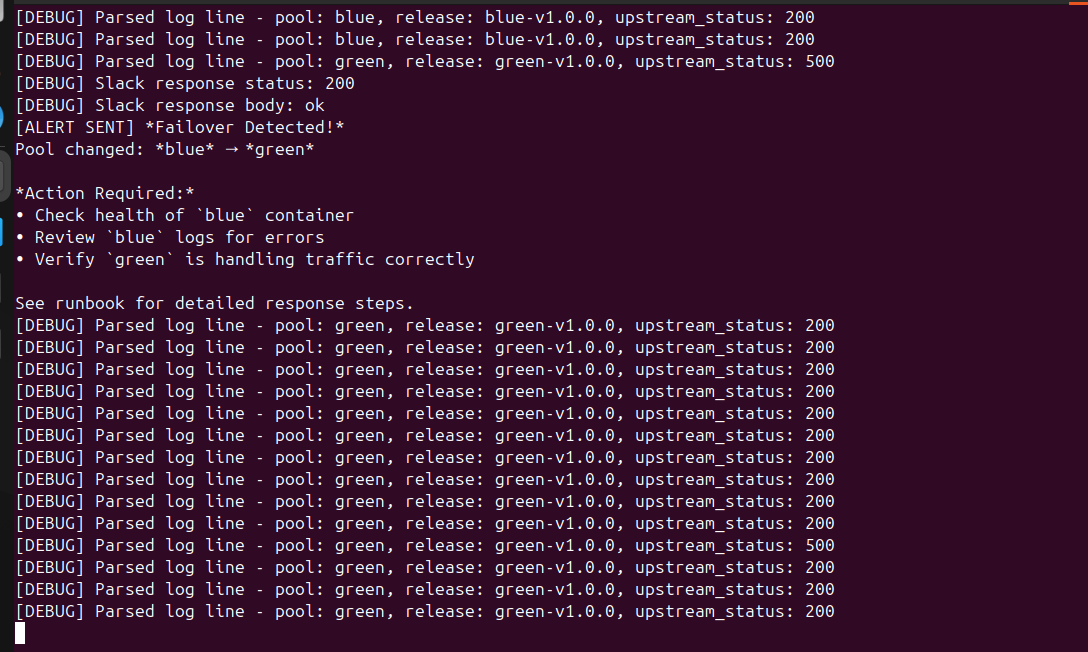 [DEBUG] Parsed log line - pool: blue, release: blue-v1.0.0, upstream_status: 200
[DEBUG] Parsed log line - pool: blue, release: blue-v1.0.0, upstream_status: 200
[DEBUG] Parsed log line - pool: green, release: green-v1.0.0, upstream_status: 500
[DEBUG] Slack response status: 200
[DEBUG] Slack response body: ok
[ALERT SENT] *Failover Detected!*
Pool changed: *blue* → *green*

*Action Required:*
• Check health of `blue` container
• Review `blue` logs for errors
• Verify `green` is handling traffic correctly

See runbook for detailed response steps.
[DEBUG] Parsed log line - pool: green, release: green-v1.0.0, upstream_status: 200
[DEBUG] Parsed log line - pool: green, release: green-v1.0.0, upstream_status: 200
[DEBUG] Parsed log line - pool: green, release: green-v1.0.0, upstream_status: 200
[DEBUG] Parsed log line - pool: green, release: green-v1.0.0, upstream_status: 200
[DEBUG] Parsed log line - pool: green, release: green-v1.0.0, upstream_status: 200
[DEBUG] Parsed log line - pool: green, release: green-v1.0.0, upstream_status: 200
[DEBUG] Parsed log line - pool: green, release: green-v1.0.0, upstream_status: 200
[DEBUG] Parsed log line - pool: green, release: green-v1.0.0, upstream_status: 200
[DEBUG] Parsed log line - pool: green, release: green-v1.0.0, upstream_status: 200
[DEBUG] Parsed log line - pool: green, release: green-v1.0.0, upstream_status: 200
[DEBUG] Parsed log line - pool: green, release: green-v1.0.0, upstream_status: 500
[DEBUG] Parsed log line - pool: green, release: green-v1.0.0, upstream_status: 200
[DEBUG] Parsed log line - pool: green, release: green-v1.0.0, upstream_status: 200
[DEBUG] Parsed log line - pool: green, release: green-v1.0.0, upstream_status: 200